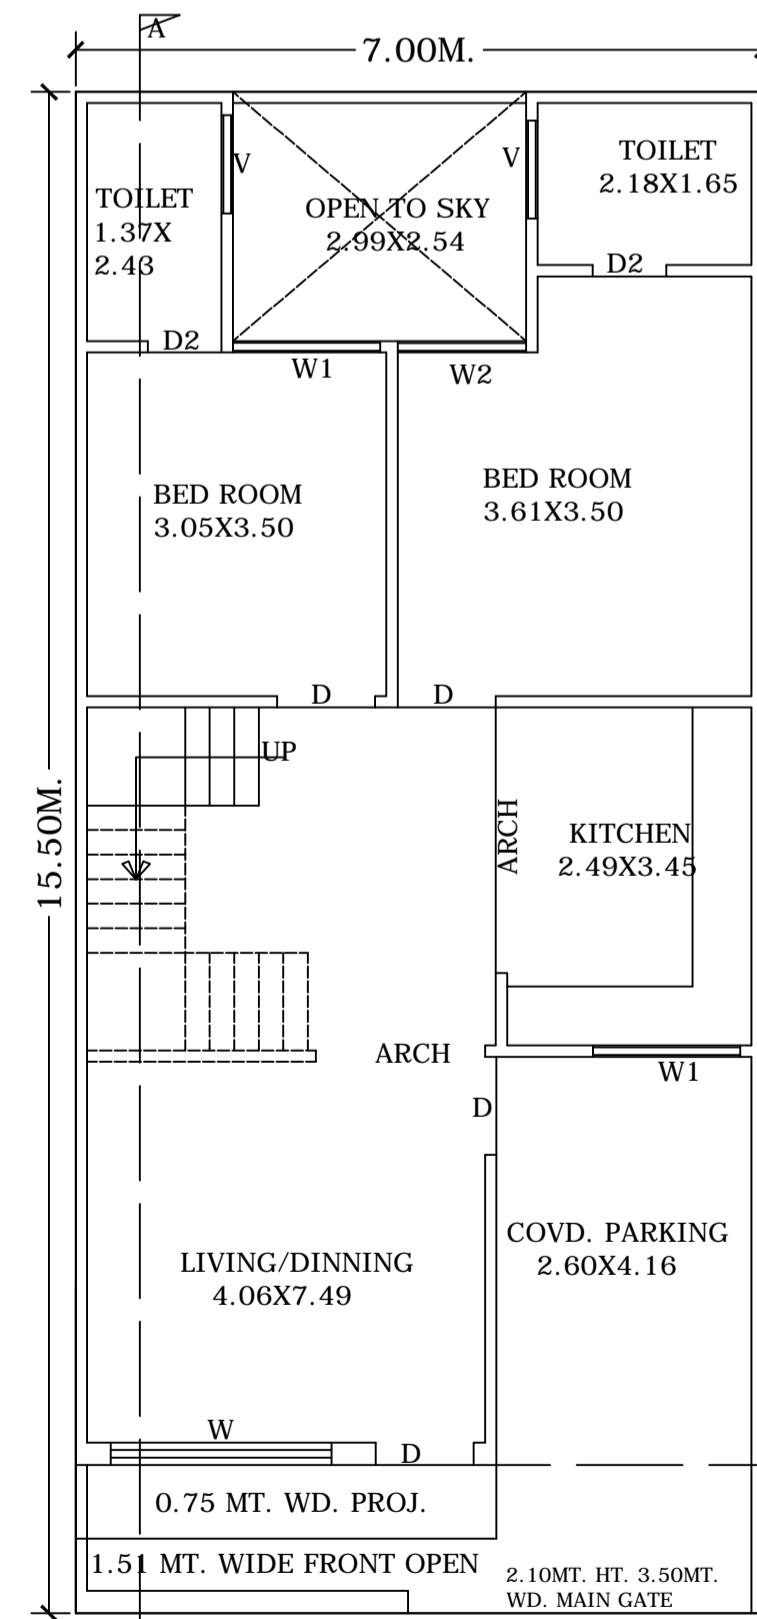 A
7.00M.
TOILET
1.37X
2.43
V
OPEN TO SKY
2.99X2.54
V
TOILET
2.18X1.65
D2
D2
W1
W2
BED ROOM
3.05X3.50
BED ROOM
3.61X3.50
D
D
UP
15.50M.
ARCH
KITCHEN
2.49X3.45
ARCH
W1
D
COVD. PARKING
2.60X4.16
LIVING/DINNING
4.06X7.49
W
D
0.75 MT. WD. PROJ.
1.51 MT. WIDE FRONT OPEN
2.10MT. HT. 3.50MT.
WD. MAIN GATE